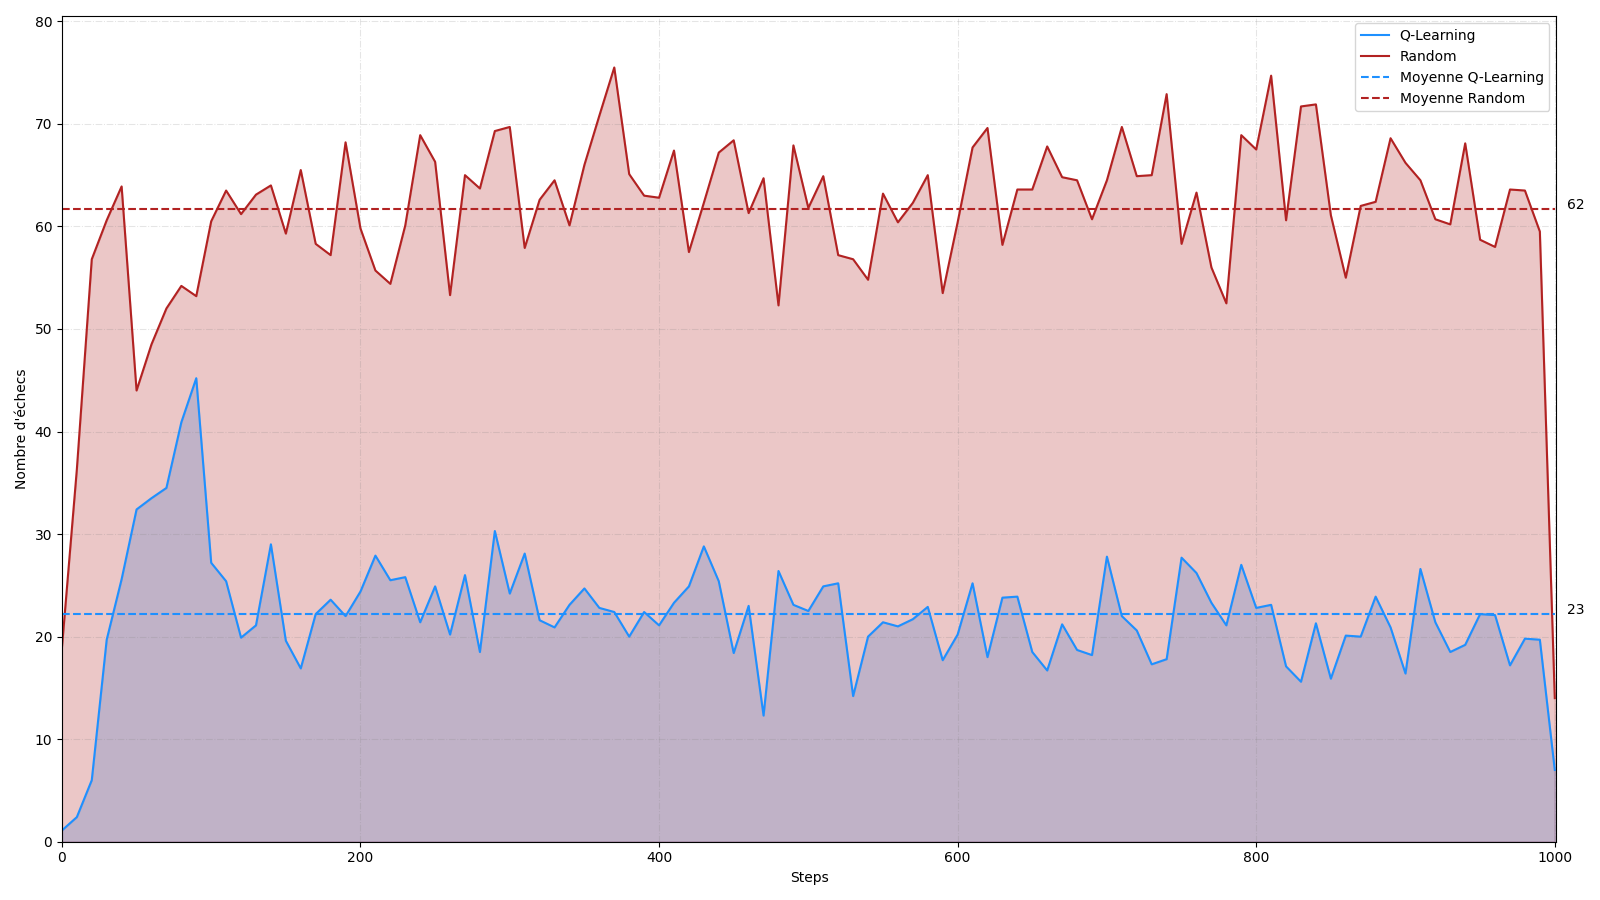 80
70
60
50
40
30
20
10
0
Nombre d'échecs
0 200 400 600 800 1000
Steps
Q-Learning
Random
Moyenne Q-Learning
Moyenne Random
62
23